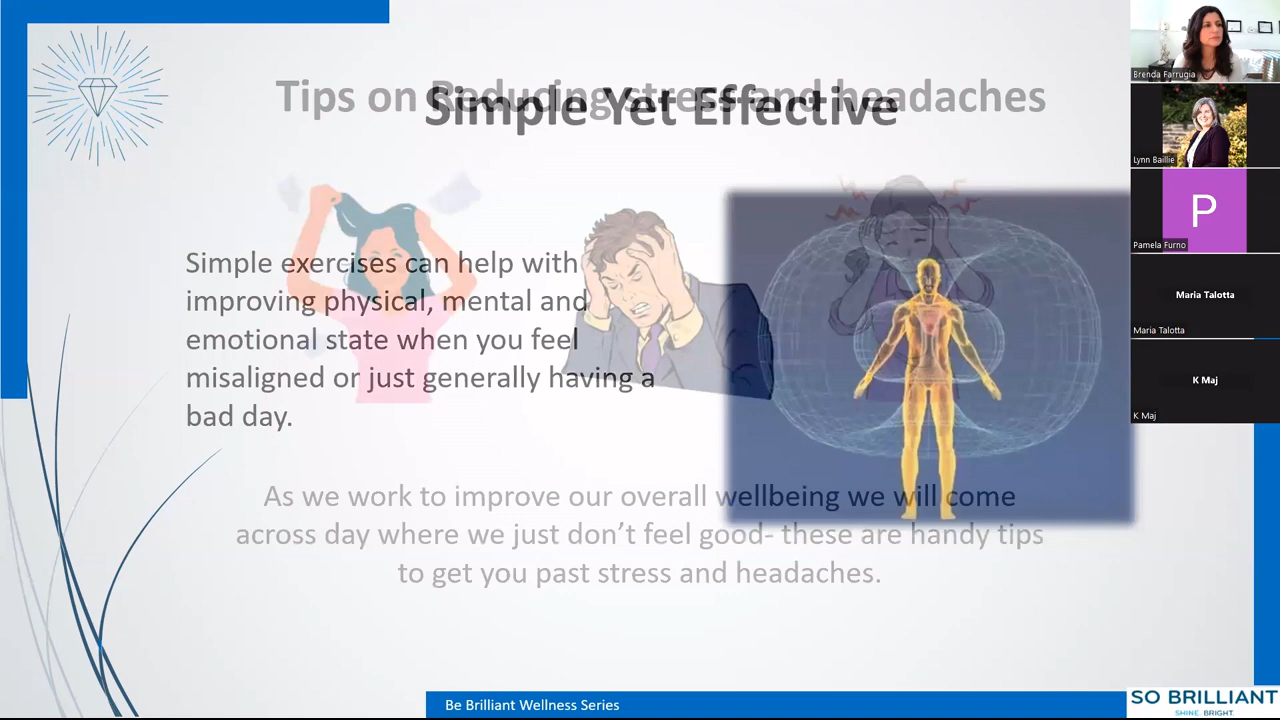 Tips on Reducing stress and headaches
Simple Yet Effective
Simple exercises can help with
improving physical, mental and
emotional state when you feel
misaligned or just generally having a
bad day.
As we work to improve our overall wellbeing we will come
across day where we just don’t feel good- these are handy tips
to get you past stress and headaches.
Be Brilliant Wellness Series
SO BRILLIANT
SHINE. BRIGHT.
Brenda Farrugia
Lynn Baillie
P
Pamela Furno
Maria Talotta
Maria Talotta
K Maj
K Maj